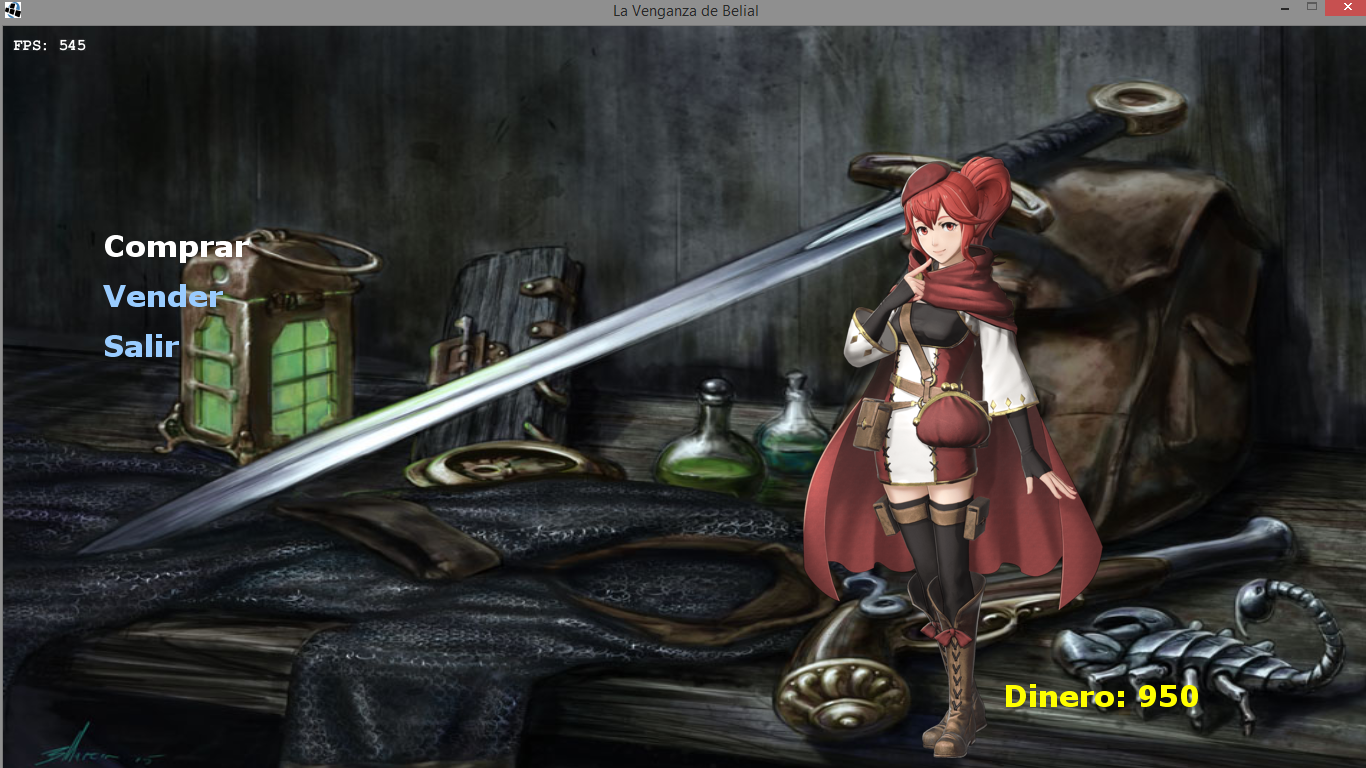 La Venganza de Belial
FPS: 545
Comprar
Vender
Salir
Dinero: 950